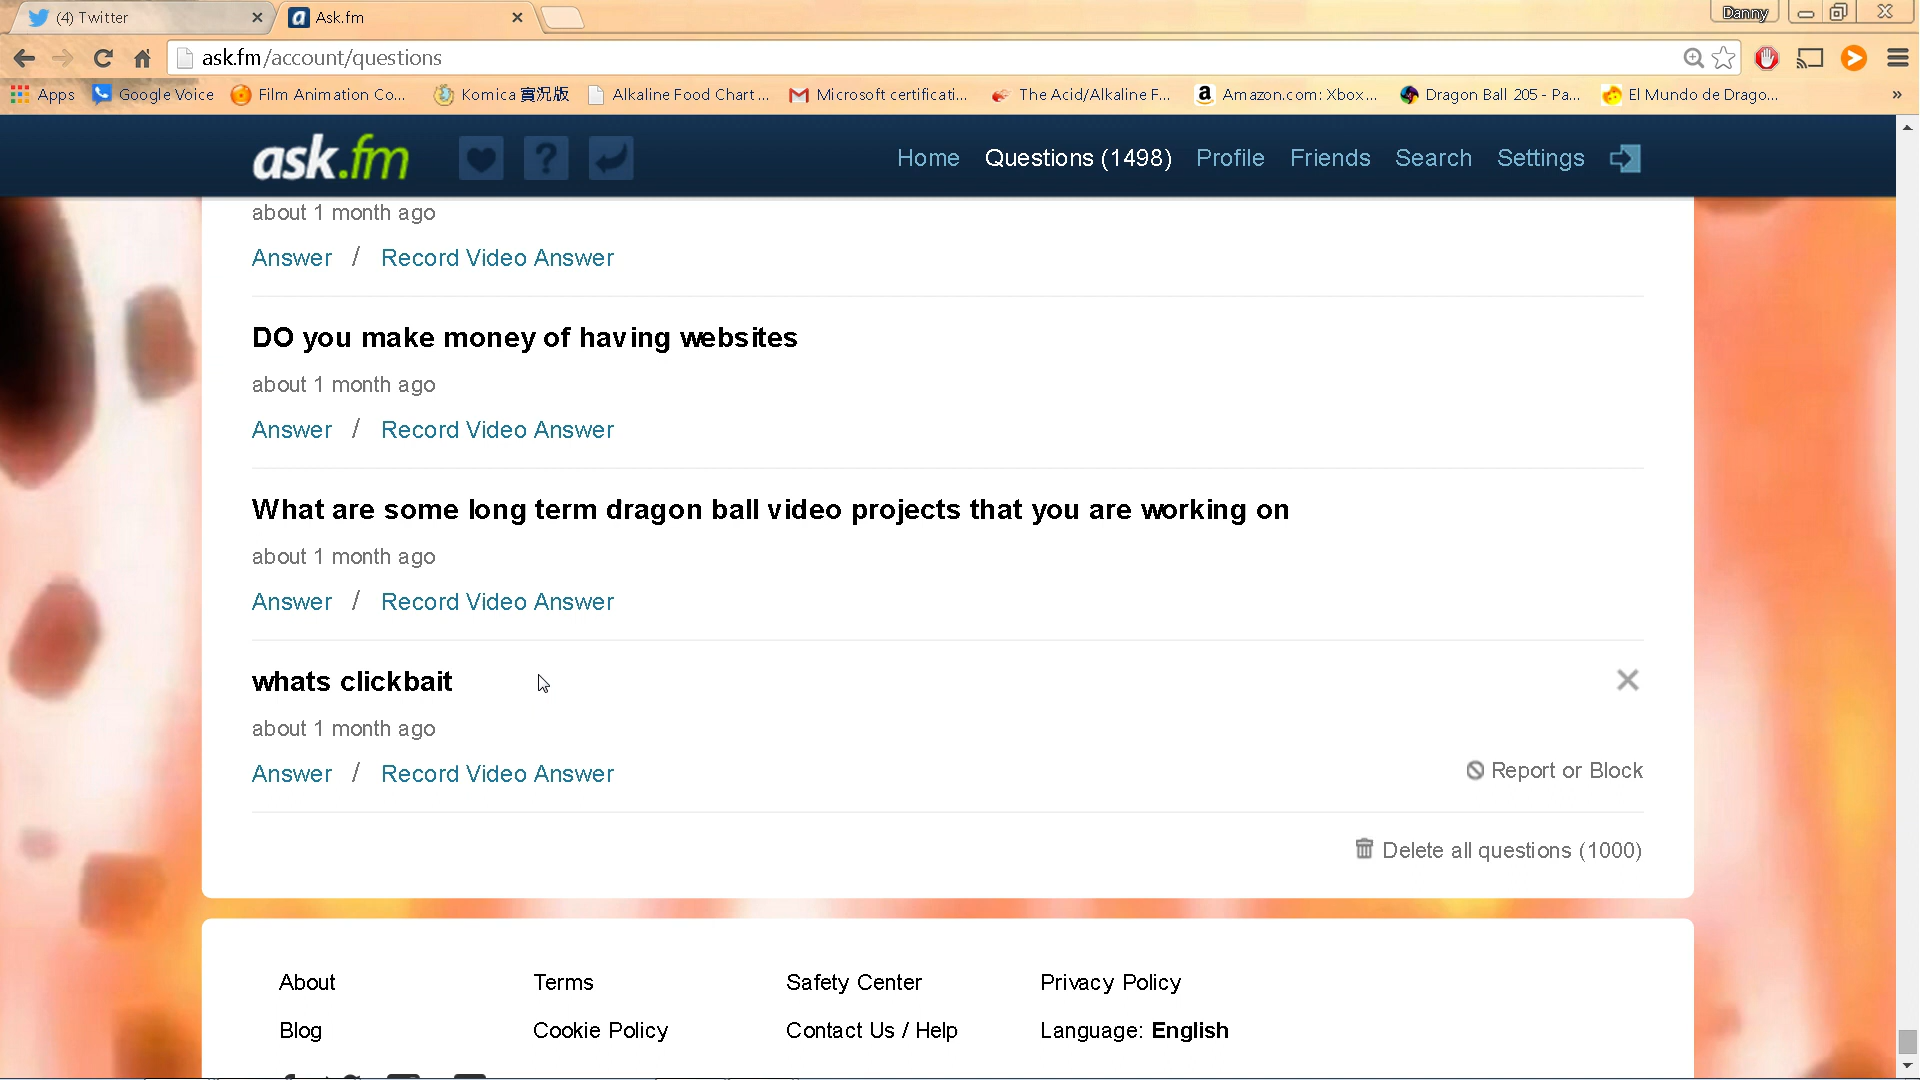 (4) Twitter
Ask.fm
Danny
ask.fm/account/questions
Apps
Google Voice
Film Animation Co...
Komica 實況版
Alkaline Food Chart ...
Microsoft certificati...
The Acid/Alkaline F...
Amazon.com: Xbox...
Dragon Ball 205 - Pa...
El Mundo de Drago...
»
ask.fm
Home
Questions (1498)
Profile
Friends
Search
Settings
about 1 month ago
Answer / Record Video Answer
DO you make money of having websites
about 1 month ago
Answer / Record Video Answer
What are some long term dragon ball video projects that you are working on
about 1 month ago
Answer / Record Video Answer
whats clickbait
about 1 month ago
Answer / Record Video Answer
Report or Block
Delete all questions (1000)
About
Terms
Safety Center
Privacy Policy
Blog
Cookie Policy
Contact Us / Help
Language: English